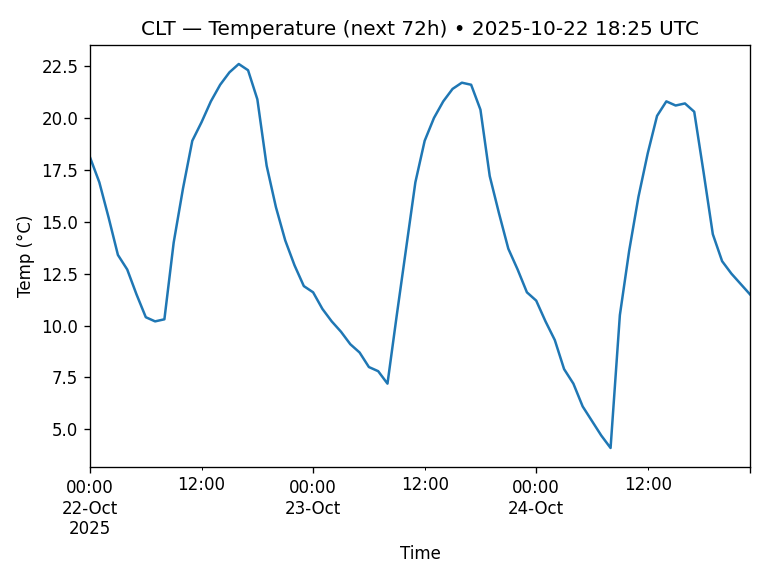 CLT — Temperature (next 72h) • 2025-10-22 18:25 UTC
22.5
20.0
17.5
15.0
12.5
10.0
7.5
5.0
Temp (°C)
00:00 12:00 00:00 12:00 00:00 12:00
22-Oct 23-Oct 24-Oct
2025
Time